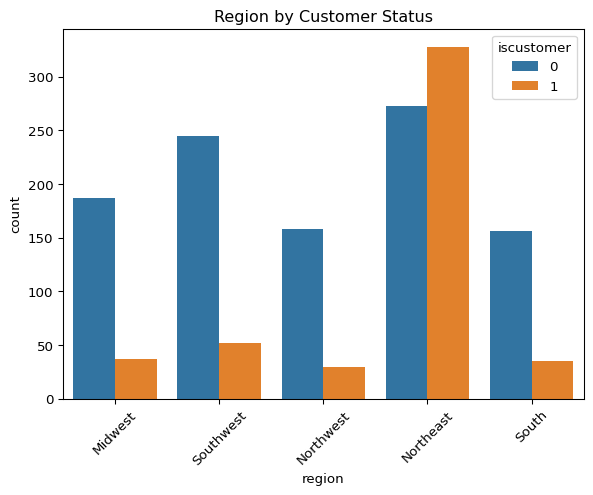 Region by Customer Status
iscustomer
0
1
count
300
250
200
150
100
50
0
Midwest
Southwest
Northwest
Northeast
South
region